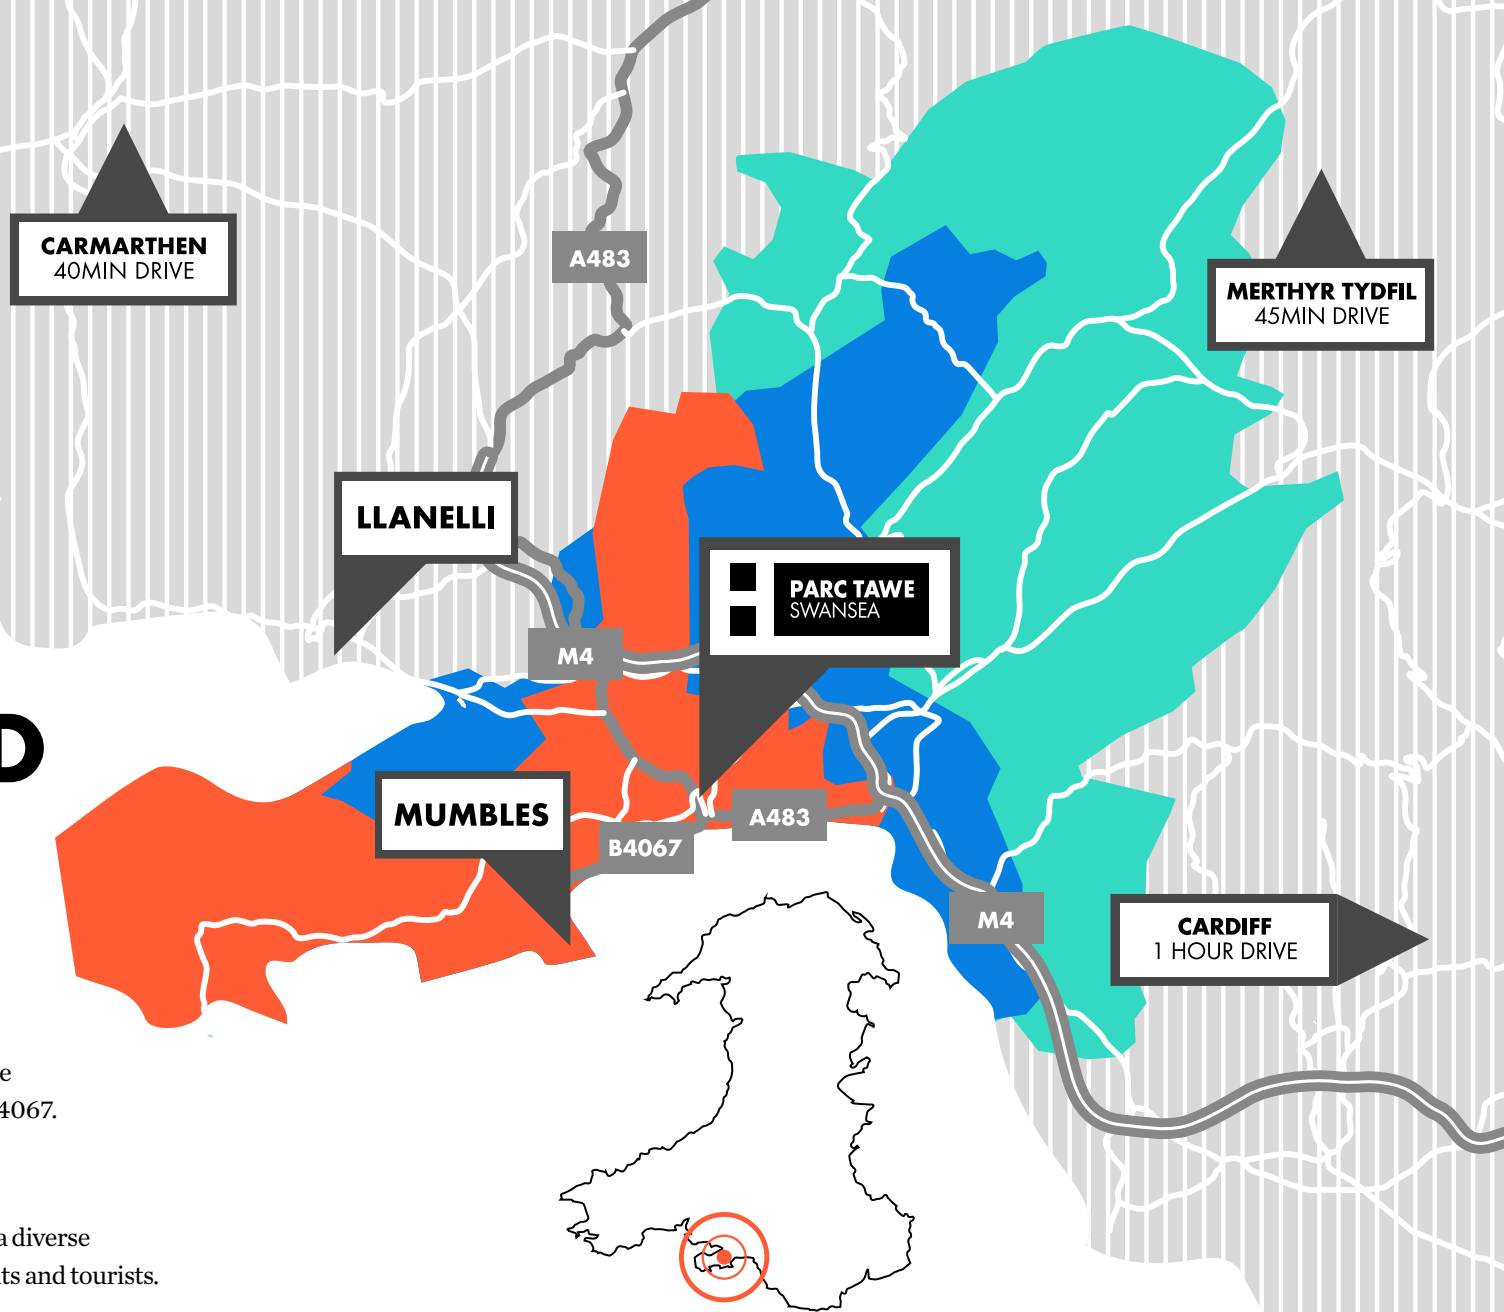 CARMARTHEN
40MIN DRIVE
A483
MERTHYR TYDFIL
45MIN DRIVE
LLANELLI
PARC TAWE
SWANSEA
M4
D
MUMBLES
A483
B4067
M4
CARDIFF
1 HOUR DRIVE
4067.
a diverse
ts and tourists.